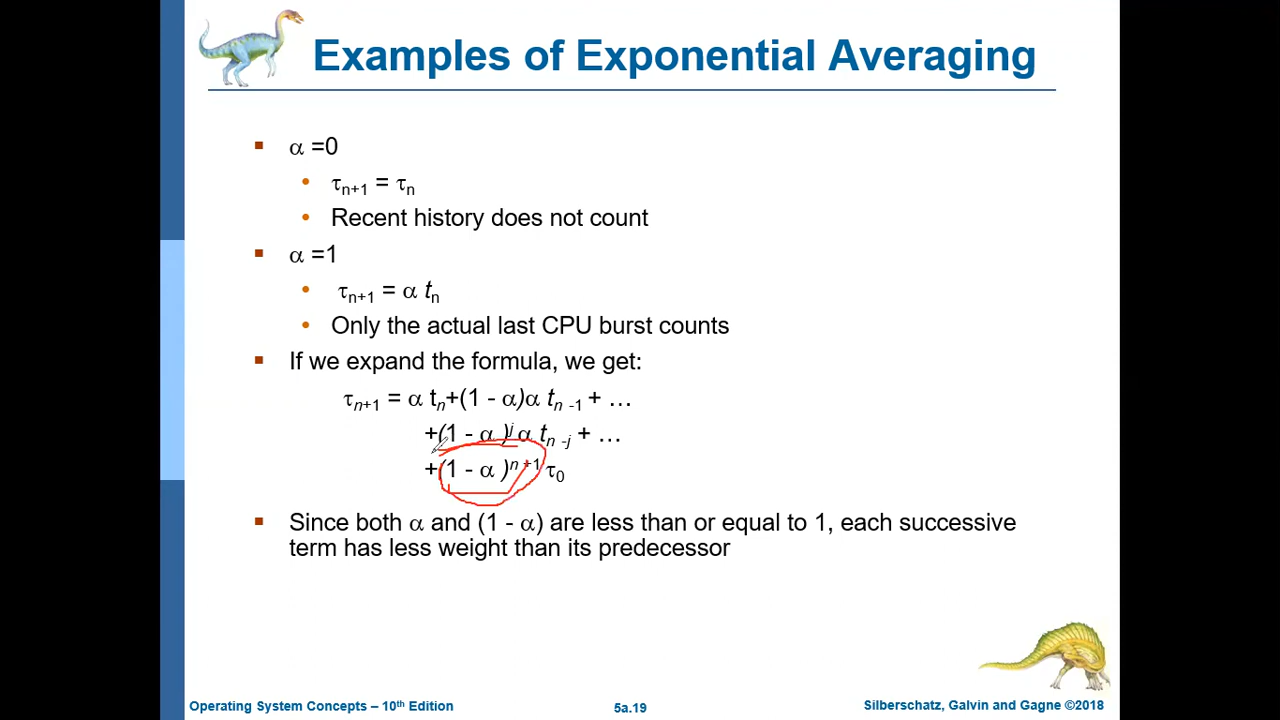 Examples of Exponential Averaging
▪ α =0
• τn+1 = τn
• Recent history does not count
▪ α =1
• τn+1 = α tn
• Only the actual last CPU burst counts
▪ If we expand the formula, we get:
τn+1 = α tn+(1 - α)α tn -1 + …
+(1 - α )j α tn -j + …
+(1 - α )n +1 τ0
▪ Since both α and (1 - α) are less than or equal to 1, each successive
term has less weight than its predecessor
Operating System Concepts – 10th Edition
5a.19
Silberschatz, Galvin and Gagne ©2018